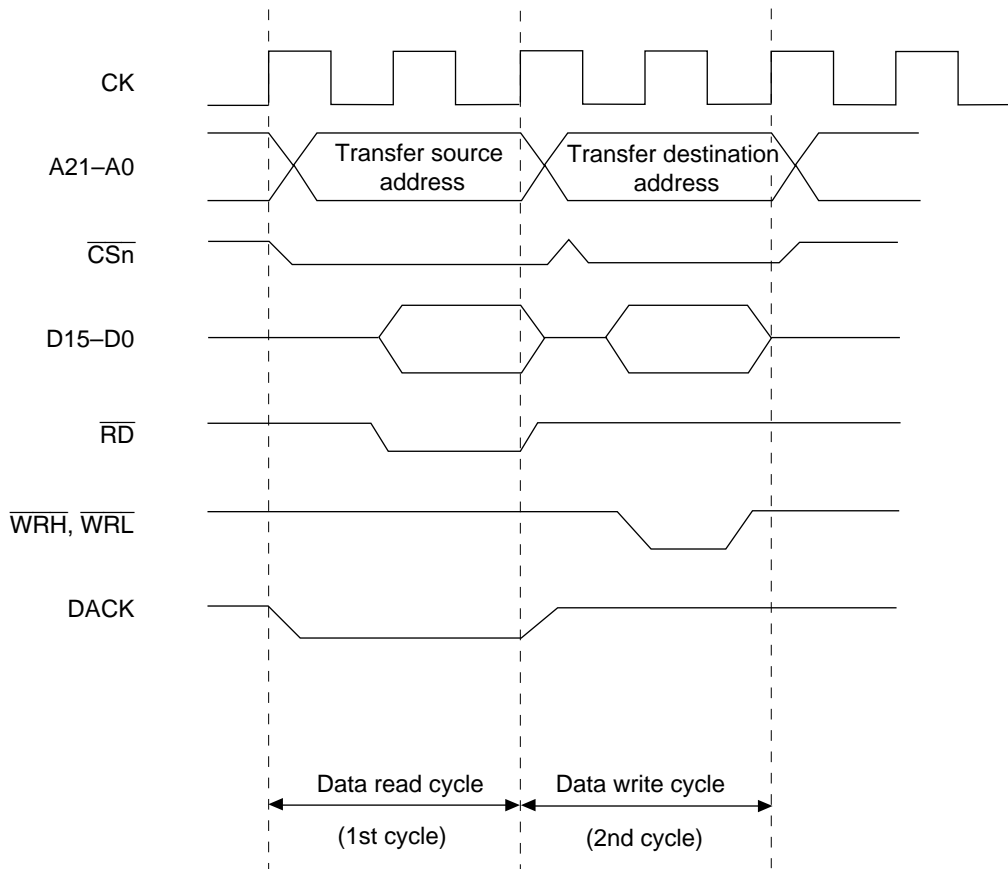 CK
A21–A0
Transfer source
address
Transfer destination
address
CSn
D15–D0
RD
WRH, WRL
DACK
Data read cycle
(1st cycle)
Data write cycle
(2nd cycle)